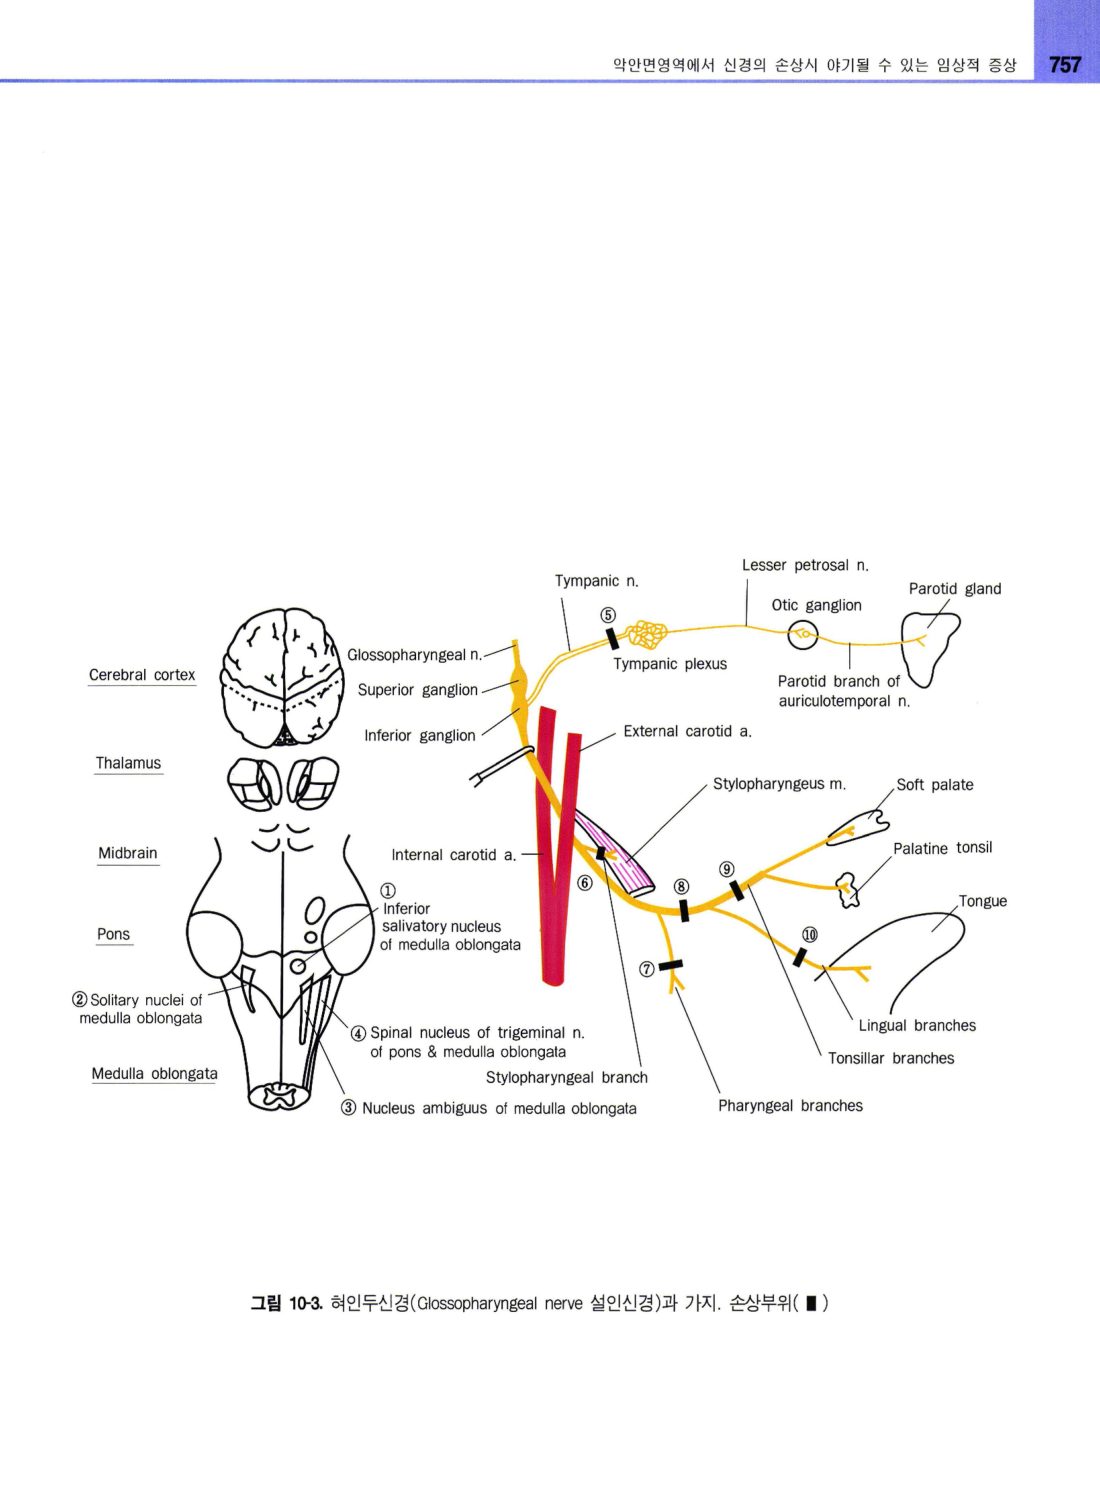 악안면영역에서 신경의 손상시 야기될 수 있는 임상적 증상 757
Lesser petrosal n.
Tympanic n.
Parotid gland
Otic ganglion
⑤
Glossopharyngeal n.
Tympanic plexus
Cerebral cortex
Superior ganglion
Parotid branch of
auriculotemporal n.
Inferior ganglion
External carotid a.
Thalamus
Stylopharyngeus m.
Soft palate
Midbrain
Internal carotid a.
Palatine tonsil
⑨
⑥
⑧
①
Inferior
salivatory nucleus
of medulla oblongata
Tongue
Pons
⑩
⑦
② Solitary nuclei of
medulla oblongata
Lingual branches
④ Spinal nucleus of trigeminal n.
of pons & medulla oblongata
Tonsillar branches
Medulla oblongata
Stylopharyngeal branch
③ Nucleus ambiguus of medulla oblongata
Pharyngeal branches
그림 10-3. 혀인두신경(Glossopharyngeal nerve 설인신경)과 가지. 손상부위( ■ )